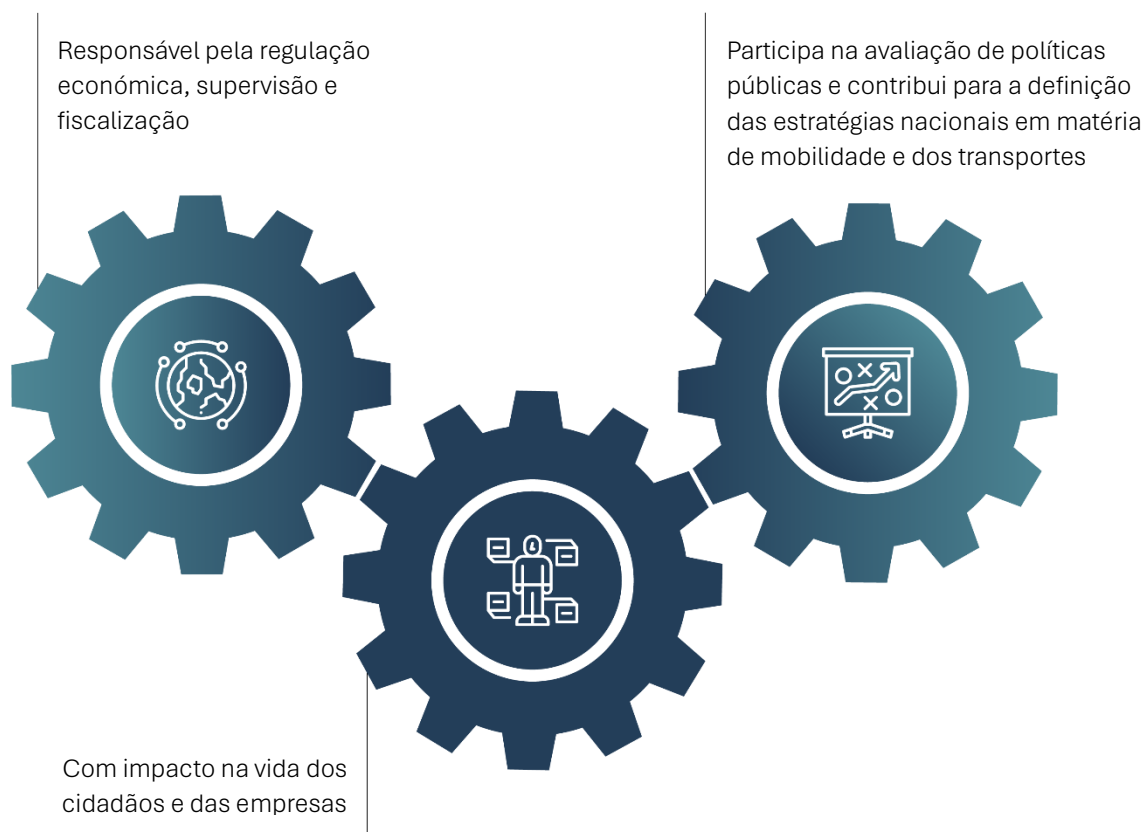 Responsável pela regulação
económica, supervisão e
fiscalização
Participa na avaliação de políticas
públicas e contribui para a definição
das estratégias nacionais em matéria
de mobilidade e dos transportes
Com impacto na vida dos
cidadãos e das empresas